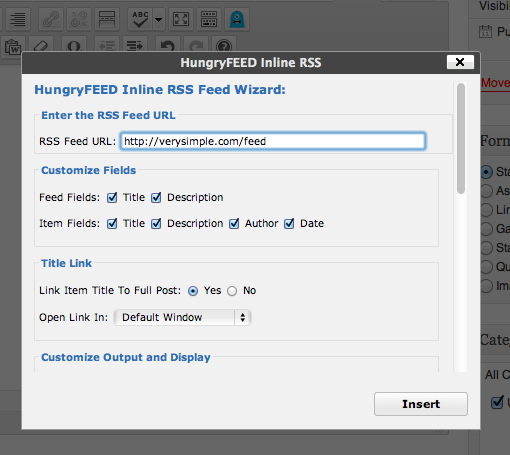 ABC
Visibi
Pu
HungryFEED Inline RSS
HungryFEED Inline RSS Feed Wizard:
Move
Enter the RSS Feed URL
RSS Feed URL: http://verysimple.com/feed
Form
Customize Fields
Sta
Feed Fields: Title Description
As
Lin
Item Fields: Title Description Author Date
Ga
Sta
Title Link
Qu
Link Item Title To Full Post: Yes No
Im
Open Link In: Default Window
Cate
Customize Output and Display
All C
Insert
U